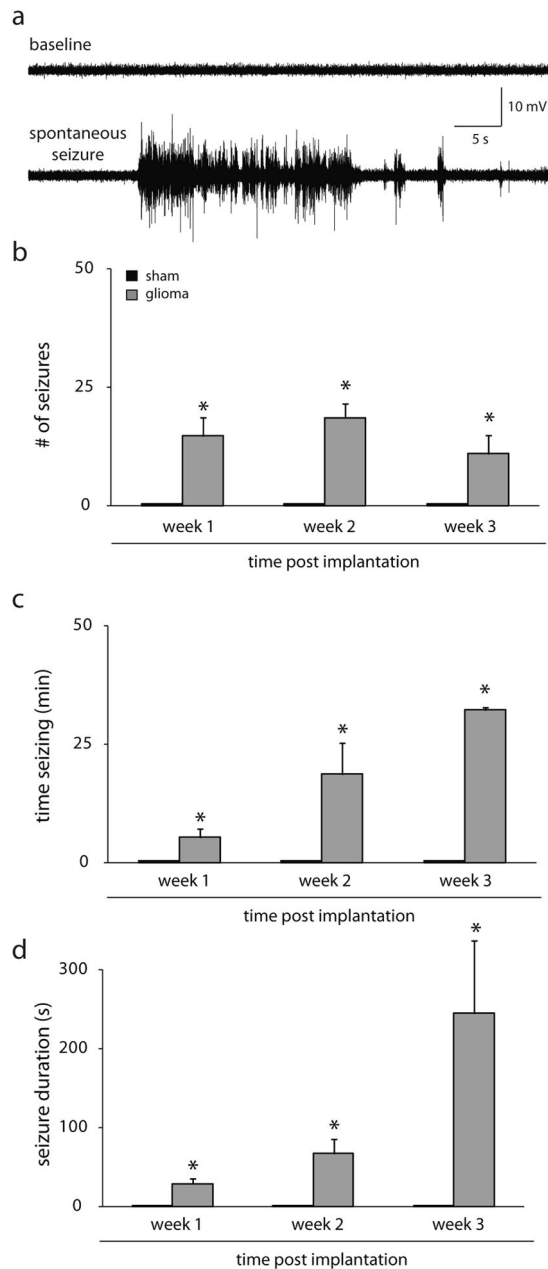 a
baseline
10 mV
5 s
spontaneous
seizure
b
50
sham
glioma
25
0
# of seizures
*
*
*
week 1
week 2
week 3
time post implantation
c
50
25
0
time seizing (min)
*
*
*
week 1
week 2
week 3
time post implantation
d
300
200
100
0
seizure duration (s)
*
*
*
week 1
week 2
week 3
time post implantation